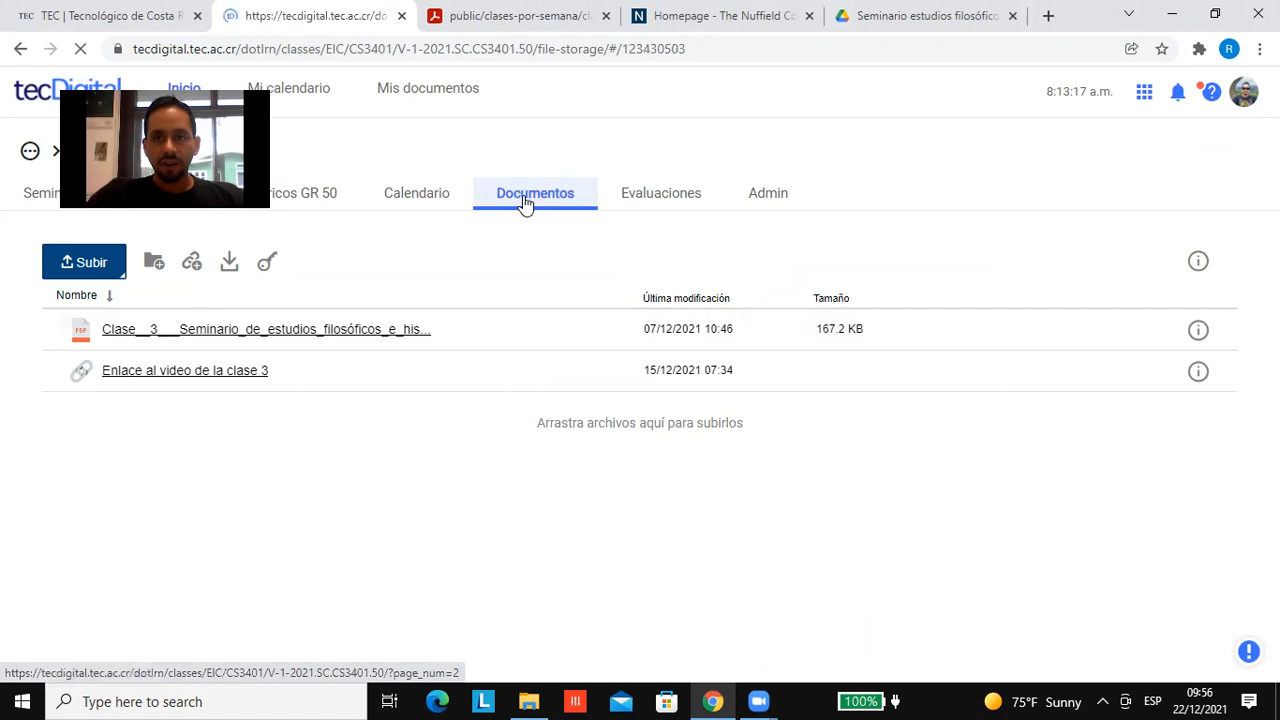 TEC | Tecnológico de Costa R
https://tecdigital.tec.ac.cr/do
public/clases-por-semana/cla
Homepage - The Nuffield Co
Seminario estudios filosófico
tecdigital.tec.ac.cr/dotlrn/classes/EIC/CS3401/V-1-2021.SC.CS3401.50/file-storage/#/123430503
R
tecDigital
Inicio
Mi calendario
Mis documentos
8:13:17 a.m.
Semin
ricos GR 50
Calendario
Documentos
Evaluaciones
Admin
Subir
Nombre
Última modificación
Tamaño
PDF
Clase__3___Seminario_de_estudios_filosóficos_e_his...
07/12/2021 10:46
167.2 KB
Enlace al video de la clase 3
15/12/2021 07:34
Arrastra archivos aquí para subirlos
https://tecdigital.tec.ac.cr/dotlrn/classes/EIC/CS3401/V-1-2021.SC.CS3401.50/?page_num=2
Type here to search
L
100%
75°F Sunny
ESP
09:56
22/12/2021